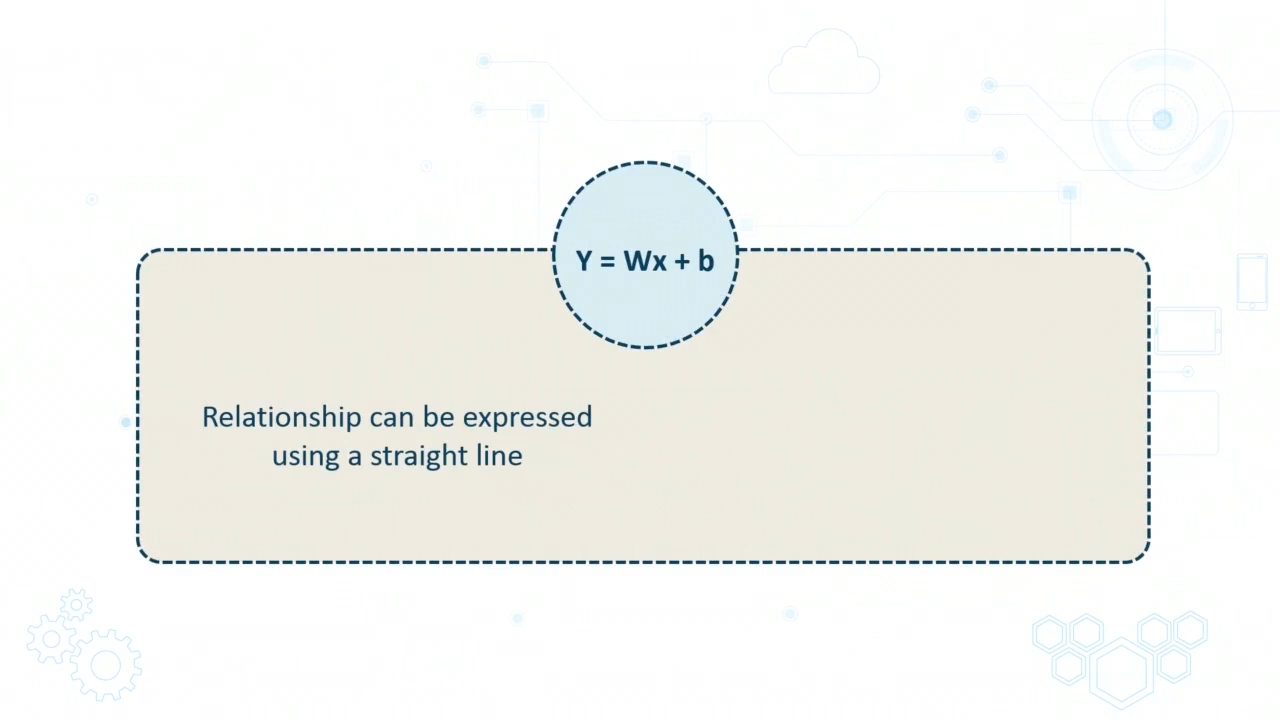 Y = Wx + b
Relationship can be expressed
using a straight line